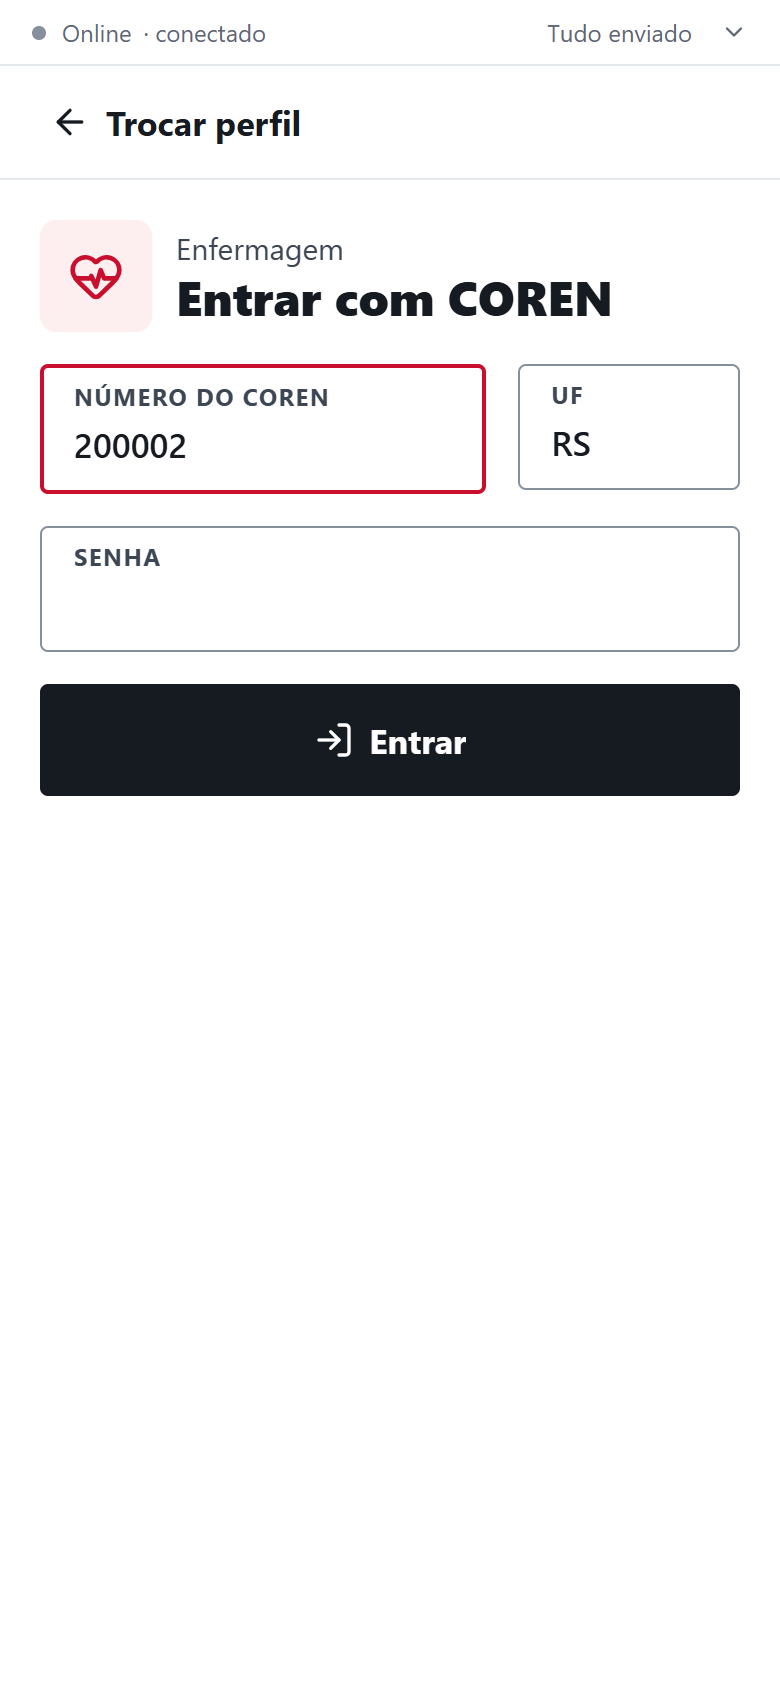 Online · conectado Tudo enviado
Trocar perfil
Enfermagem
Entrar com COREN
NÚMERO DO COREN
200002
UF
RS
SENHA
Entrar